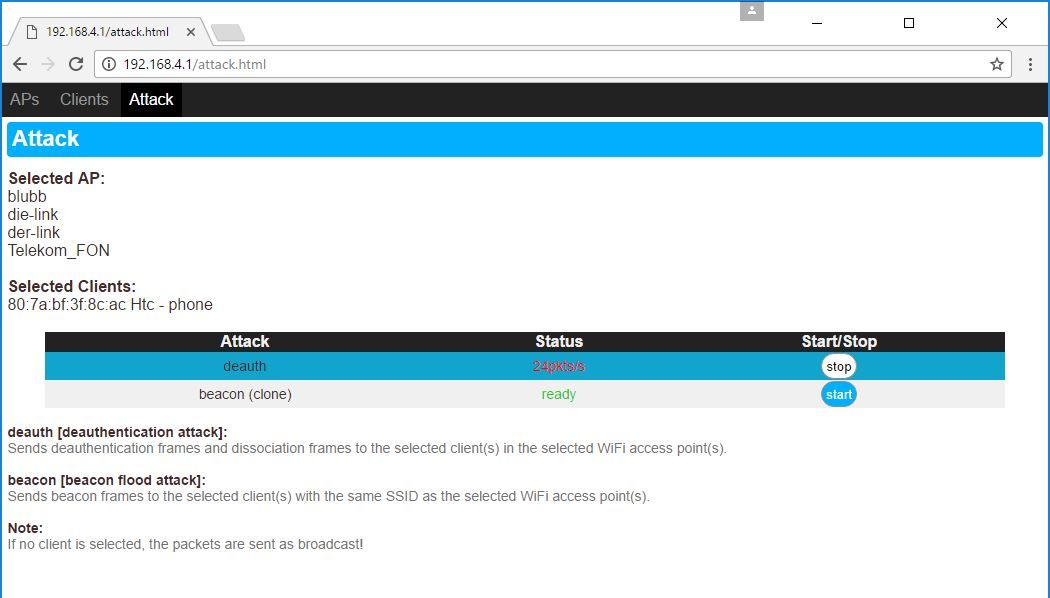 192.168.4.1/attack.html
192.168.4.1/attack.html
APs Clients Attack
Attack
Selected AP:
blubb
die-link
der-link
Telekom_FON
Selected Clients:
80:7a:bf:3f:8c:ac Htc - phone
Attack Status Start/Stop
deauth 24pkts/s stop
beacon (clone) ready start
deauth [deauthentication attack]:
Sends deauthentication frames and dissociation frames to the selected client(s) in the selected WiFi access point(s).
beacon [beacon flood attack]:
Sends beacon frames to the selected client(s) with the same SSID as the selected WiFi access point(s).
Note:
If no client is selected, the packets are sent as broadcast!